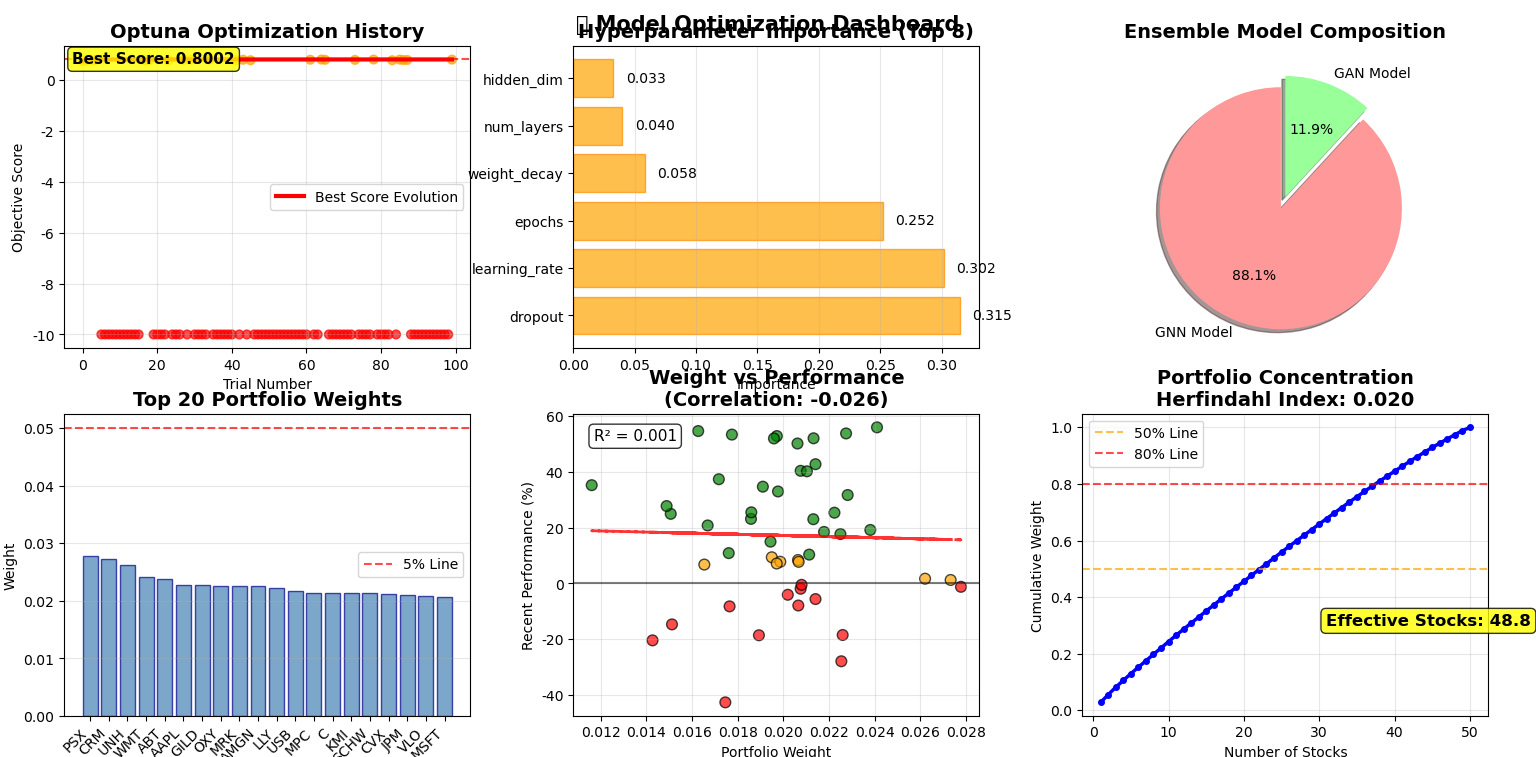 ▯ Model Optimization Dashboard
Optuna Optimization History
Best Score: 0.8002
Objective Score
0
-2
-4
-6
-8
-10
Best Score Evolution
0 20 40 60 80 100
Trial Number
Hyperparameter Importance (Top 8)
hidden_dim 0.033
num_layers 0.040
weight_decay 0.058
epochs 0.252
learning_rate 0.302
dropout 0.315
0.00 0.05 0.10 0.15 0.20 0.25 0.30
Importance
Ensemble Model Composition
GAN Model
11.9%
88.1%
GNN Model
Top 20 Portfolio Weights
Weight
0.05
0.04
0.03
0.02
0.01
0.00
5% Line
PSX CRM UNH WMT ABT AAPL GILD OXY MRK AMGN LLY USB MPC C KMI SCHW CVX JPM VLO MSFT
Weight vs Performance
(Correlation: -0.026)
R² = 0.001
Recent Performance (%)
60
40
20
0
-20
-40
0.012 0.014 0.016 0.018 0.020 0.022 0.024 0.026 0.028
Portfolio Weight
Portfolio Concentration
Herfindahl Index: 0.020
50% Line
80% Line
Cumulative Weight
1.0
0.8
0.6
0.4
0.2
0.0
Effective Stocks: 48.8
0 10 20 30 40 50
Number of Stocks